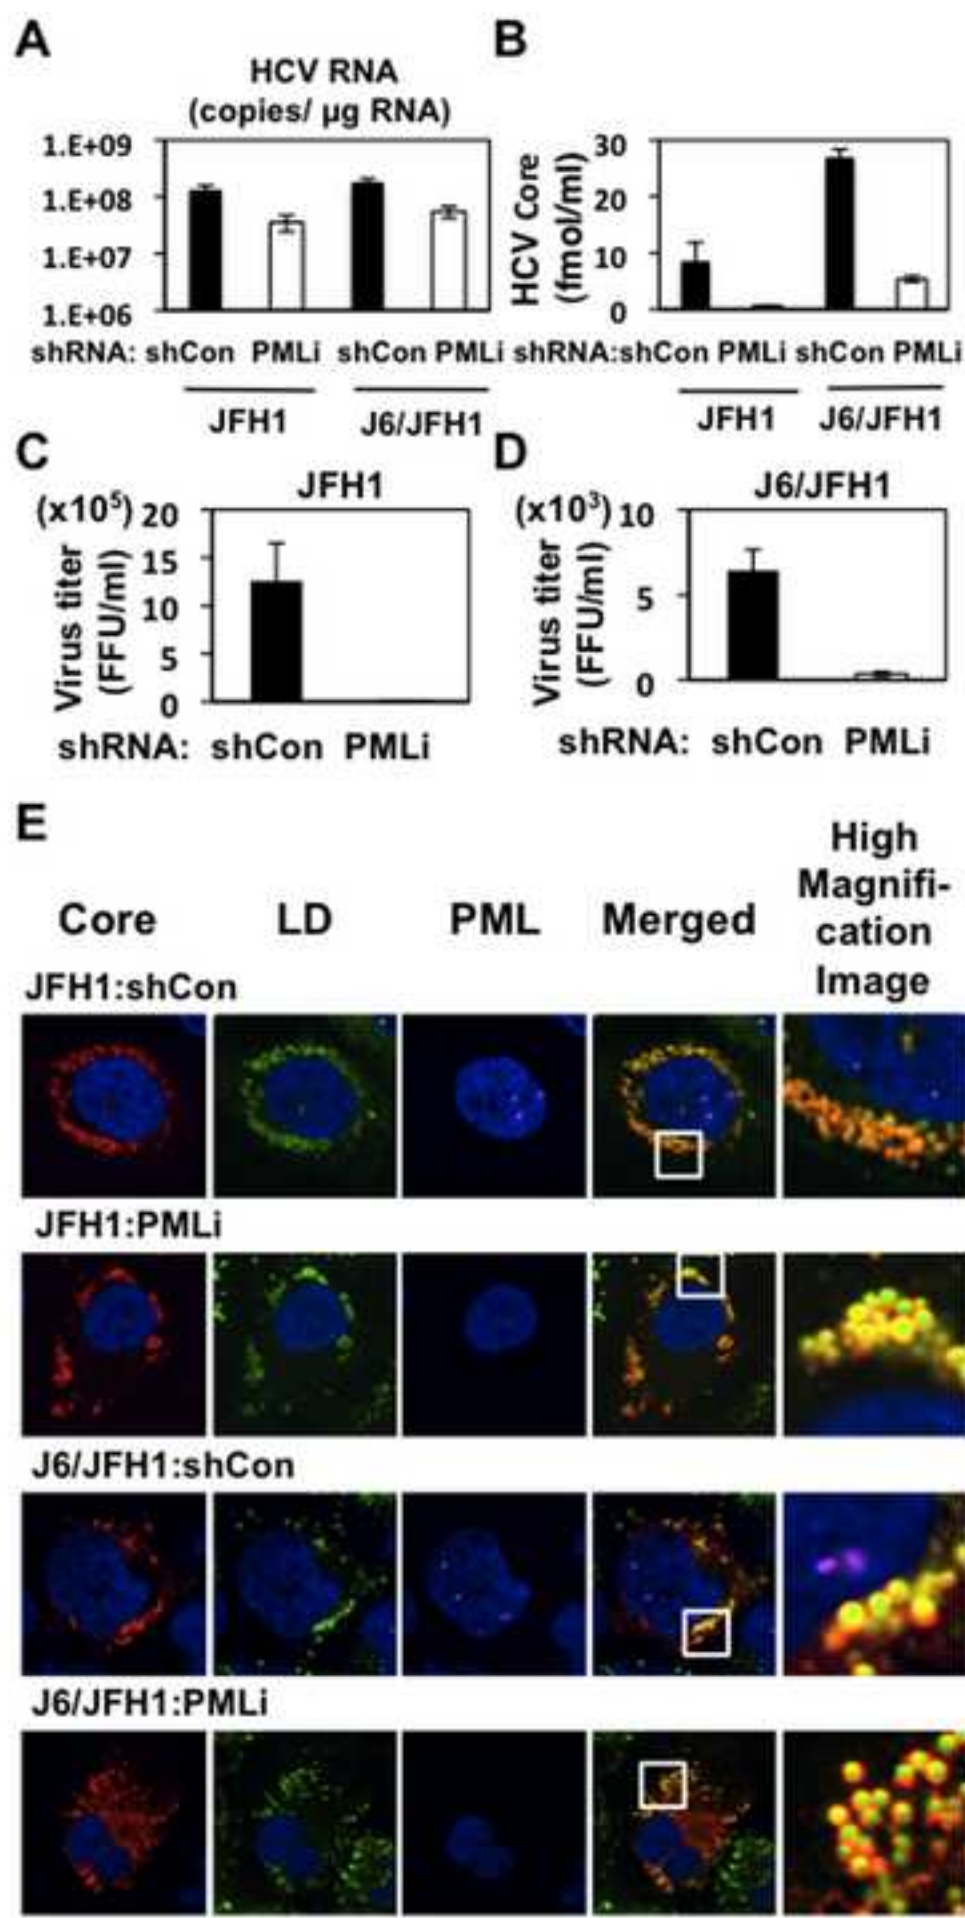 A
HCV RNA
(copies/ µg RNA)
1.E+09
1.E+08
1.E+07
1.E+06
shRNA: shCon PMLi shCon PMLi
JFH1 J6/JFH1
B
HCV Core
(fmol/ml)
30
20
10
0
shRNA:shCon PMLi shCon PMLi
JFH1 J6/JFH1
C
JFH1
(x10⁵)
Virus titer
(FFU/ml)
20
15
10
5
0
shRNA: shCon PMLi
D
J6/JFH1
(x10³)
Virus titer
(FFU/ml)
10
5
0
shRNA: shCon PMLi
E
Core LD PML Merged
High
Magnifi-
cation
Image
JFH1:shCon
JFH1:PMLi
J6/JFH1:shCon
J6/JFH1:PMLi